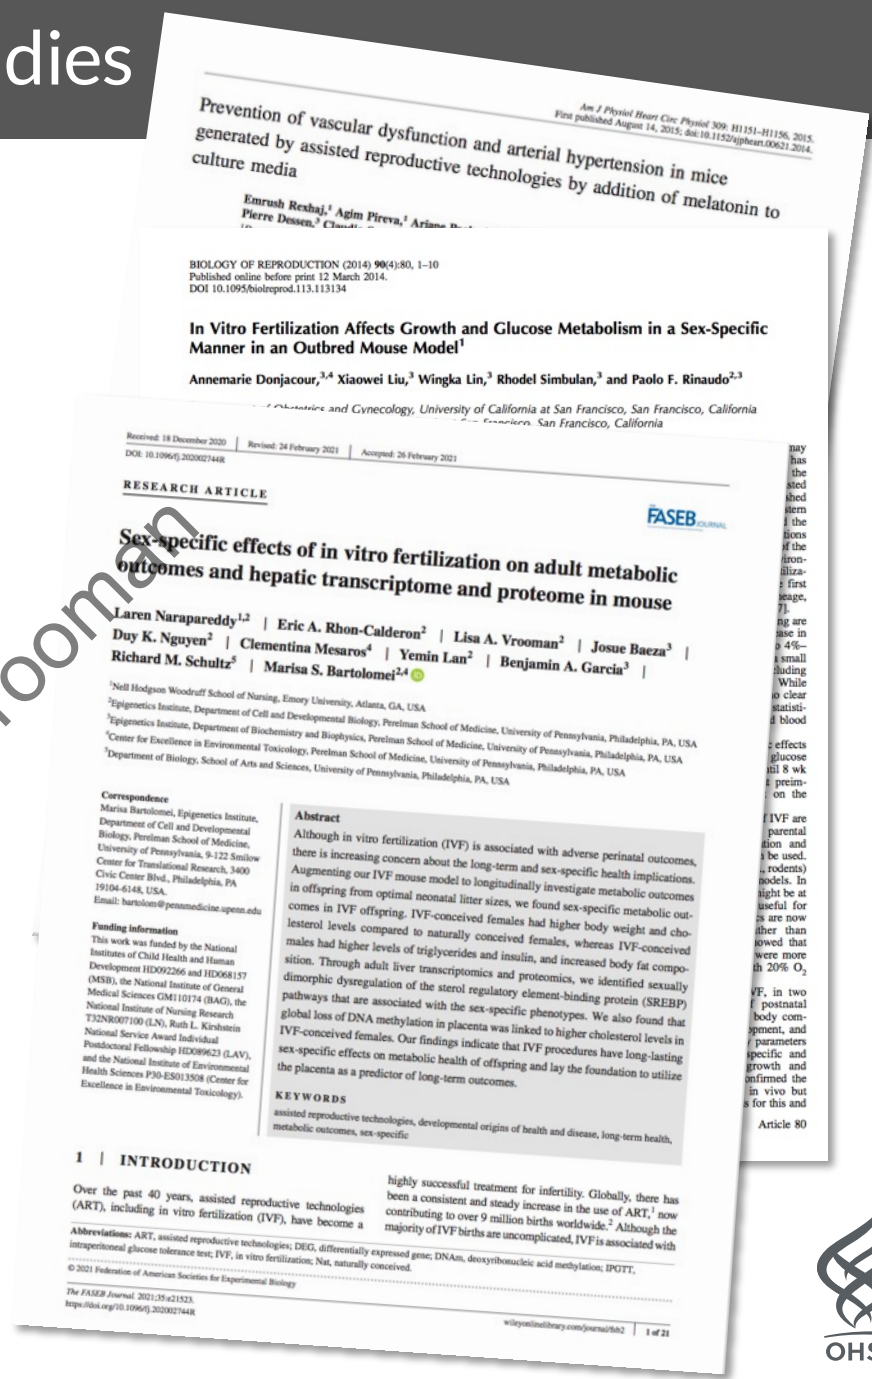 dies
Am J Physiol Heart Circ Physiol 309: H1151–H1156, 2015.
First published August 14, 2015; doi:10.1152/ajpheart.00621.2014.
Prevention of vascular dysfunction and arterial hypertension in mice
generated by assisted reproductive technologies by addition of melatonin to
culture media
Emrush Rexhaj,¹ Agim Pireva,¹ Ariane
Pierre Dessen,³
BIOLOGY OF REPRODUCTION (2014) 90(4):80, 1–10
Published online before print 12 March 2014.
DOI 10.1095/biolreprod.113.113134
In Vitro Fertilization Affects Growth and Glucose Metabolism in a Sex-Specific
Manner in an Outbred Mouse Model¹
Annemarie Donjacour,³,⁴ Xiaowei Liu,³ Wingka Lin,³ Rhodel Simbulan,³ and Paolo F. Rinaudo²,³
and Gynecology, University of California at San Francisco, San Francisco, California
San Francisco, California
Received: 18 December 2020 | Revised: 24 February 2021 | Accepted: 26 February 2021
DOI: 10.1096/fj.202002744R
RESEARCH ARTICLE
FASEB JOURNAL
Sex-specific effects of in vitro fertilization on adult metabolic
outcomes and hepatic transcriptome and proteome in mouse
Laren Narapareddy¹,² | Eric A. Rhon-Calderon² | Lisa A. Vrooman² | Josue Baeza³ |
Duy K. Nguyen² | Clementina Mesaros⁴ | Yemin Lan² | Benjamin A. Garcia³ |
Richard M. Schultz⁵ | Marisa S. Bartolomei²,⁴
¹Nell Hodgson Woodruff School of Nursing, Emory University, Atlanta, GA, USA
²Epigenetics Institute, Department of Cell and Developmental Biology, Perelman School of Medicine, University of Pennsylvania, Philadelphia, PA, USA
³Epigenetics Institute, Department of Biochemistry and Biophysics, Perelman School of Medicine, University of Pennsylvania, Philadelphia, PA, USA
⁴Center for Excellence in Environmental Toxicology, Perelman School of Medicine, University of Pennsylvania, Philadelphia, PA, USA
⁵Department of Biology, School of Arts and Sciences, University of Pennsylvania, Philadelphia, PA, USA
Correspondence
Marisa Bartolomei, Epigenetics Institute,
Department of Cell and Developmental
Biology, Perelman School of Medicine,
University of Pennsylvania, 9-122 Smilow
Center for Translational Research, 3400
Civic Center Blvd., Philadelphia, PA
19104-6148, USA.
Email: bartolom@pennmedicine.upenn.edu
Funding information
This work was funded by the National
Institutes of Child Health and Human
Development HD092266 and HD068157
(MSB), the National Institute of General
Medical Sciences GM110174 (BAG), the
National Institute of Nursing Research
T32NR007100 (LN), Ruth L. Kirshstein
National Service Award Individual
Postdoctoral Fellowship HD089623 (LAV),
and the National Institute of Environmental
Health Sciences P30-ES013508 (Center for
Excellence in Environmental Toxicology).
Abstract
Although in vitro fertilization (IVF) is associated with adverse perinatal outcomes,
there is increasing concern about the long-term and sex-specific health implications.
Augmenting our IVF mouse model to longitudinally investigate metabolic outcomes
in offspring from optimal neonatal litter sizes, we found sex-specific metabolic out-
comes in IVF offspring. IVF-conceived females had higher body weight and cho-
lesterol levels compared to naturally conceived females, whereas IVF-conceived
males had higher levels of triglycerides and insulin, and increased body fat compo-
sition. Through adult liver transcriptomics and proteomics, we identified sexually
dimorphic dysregulation of the sterol regulatory element-binding protein (SREBP)
pathways that are associated with the sex-specific phenotypes. We also found that
global loss of DNA methylation in placenta was linked to higher cholesterol levels in
IVF-conceived females. Our findings indicate that IVF procedures have long-lasting
sex-specific effects on metabolic health of offspring and lay the foundation to utilize
the placenta as a predictor of long-term outcomes.
KEYWORDS
assisted reproductive technologies, developmental origins of health and disease, long-term health,
metabolic outcomes, sex-specific
1 | INTRODUCTION
Over the past 40 years, assisted reproductive technologies
(ART), including in vitro fertilization (IVF), have become a
highly successful treatment for infertility. Globally, there has
been a consistent and steady increase in the use of ART,¹ now
contributing to over 9 million births worldwide.² Although the
majority of IVF births are uncomplicated, IVF is associated with
Abbreviations: ART, assisted reproductive technologies; DEG, differentially expressed gene; DNAm, deoxyribonucleic acid methylation; IPGTT,
intraperitoneal glucose tolerance test; IVF, in vitro fertilization; Nat, naturally conceived.
© 2021 Federation of American Societies for Experimental Biology
The FASEB Journal. 2021;35:e21523.
https://doi.org/10.1096/fj.202002744R
wileyonlinelibrary.com/journal/fsb2 | 1 of 21
Article 80
rooman
OHS